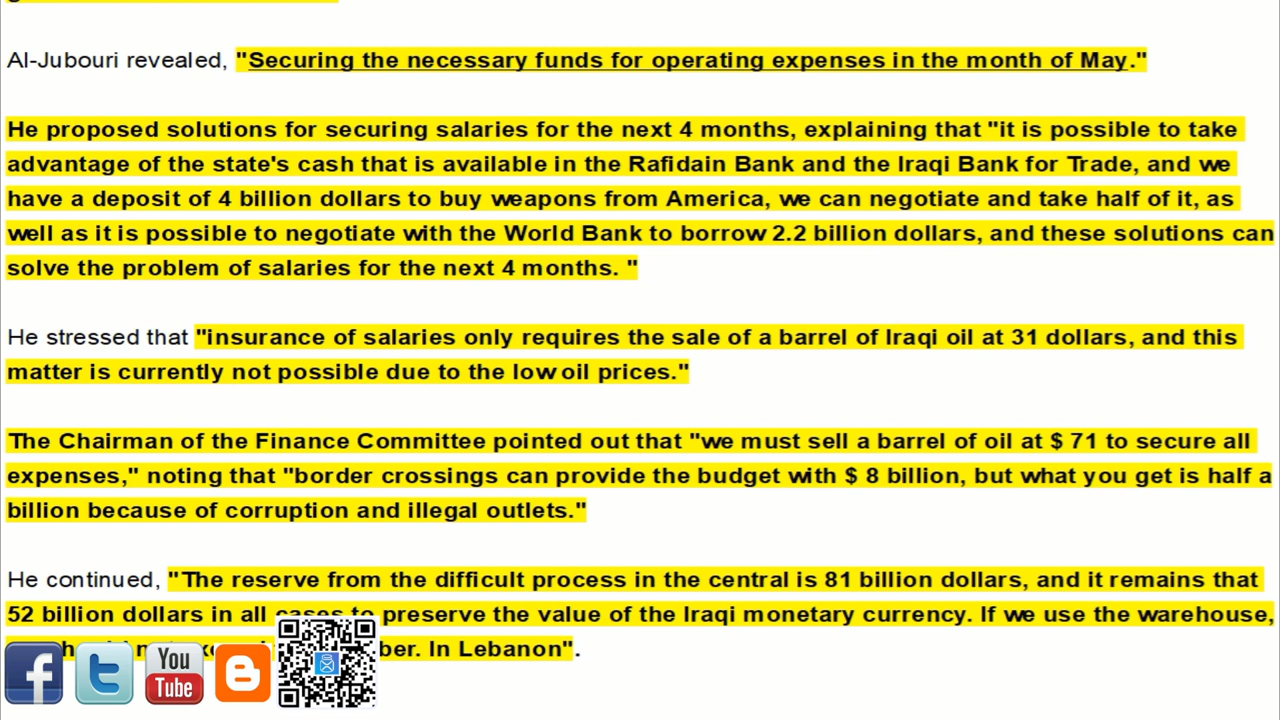 Al-Jubouri revealed, "Securing the necessary funds for operating expenses in the month of May."
He proposed solutions for securing salaries for the next 4 months, explaining that "it is possible to take
advantage of the state's cash that is available in the Rafidain Bank and the Iraqi Bank for Trade, and we
have a deposit of 4 billion dollars to buy weapons from America, we can negotiate and take half of it, as
well as it is possible to negotiate with the World Bank to borrow 2.2 billion dollars, and these solutions can
solve the problem of salaries for the next 4 months. "
He stressed that "insurance of salaries only requires the sale of a barrel of Iraqi oil at 31 dollars, and this
matter is currently not possible due to the low oil prices."
The Chairman of the Finance Committee pointed out that "we must sell a barrel of oil at $ 71 to secure all
expenses," noting that "border crossings can provide the budget with $ 8 billion, but what you get is half a
billion because of corruption and illegal outlets."
He continued, "The reserve from the difficult process in the central is 81 billion dollars, and it remains that
52 billion dollars in all cases to preserve the value of the Iraqi monetary currency. If we use the warehouse,
In Lebanon".
You
Tube